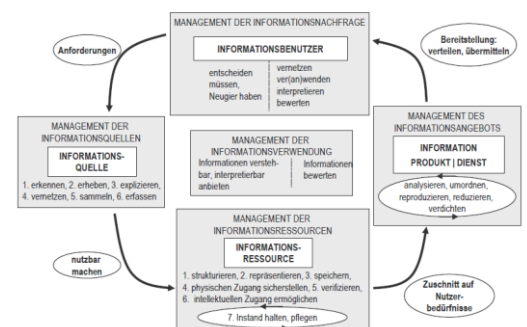 MANAGEMENT DER INFORMATIONSNACHFRAGE
INFORMATIONSBENUTZER
entscheiden
müssen,
Neugier haben
vernetzen
ver(an)wenden
interpretieren
bewerten
Anforderungen
Bereitstellung:
verteilen, übermitteln
MANAGEMENT DER
INFORMATIONSQUELLEN
INFORMATIONS-
QUELLE
1. erkennen, 2. erheben, 3. explizieren,
4. vernetzen, 5. sammeln, 6. erfassen
MANAGEMENT DER
INFORMATIONSVERWENDUNG
Informationen versteh-
bar, interpretierbar
anbieten
Informationen
bewerten
MANAGEMENT DES
INFORMATIONSANGEBOTS
INFORMATION
PRODUKT | DIENST
analysieren, umordnen,
reproduzieren, reduzieren,
verdichten
MANAGEMENT DER
INFORMATIONSRESSOURCEN
INFORMATIONS-
RESSOURCE
1. strukturieren, 2. repräsentieren, 3. speichern,
4. physischen Zugang sicherstellen, 5. verifizieren,
6. intellektuellen Zugang ermöglichen
7. Instand halten, pflegen
nutzbar
machen
Zuschnitt auf
Nutzer-
bedürfnisse